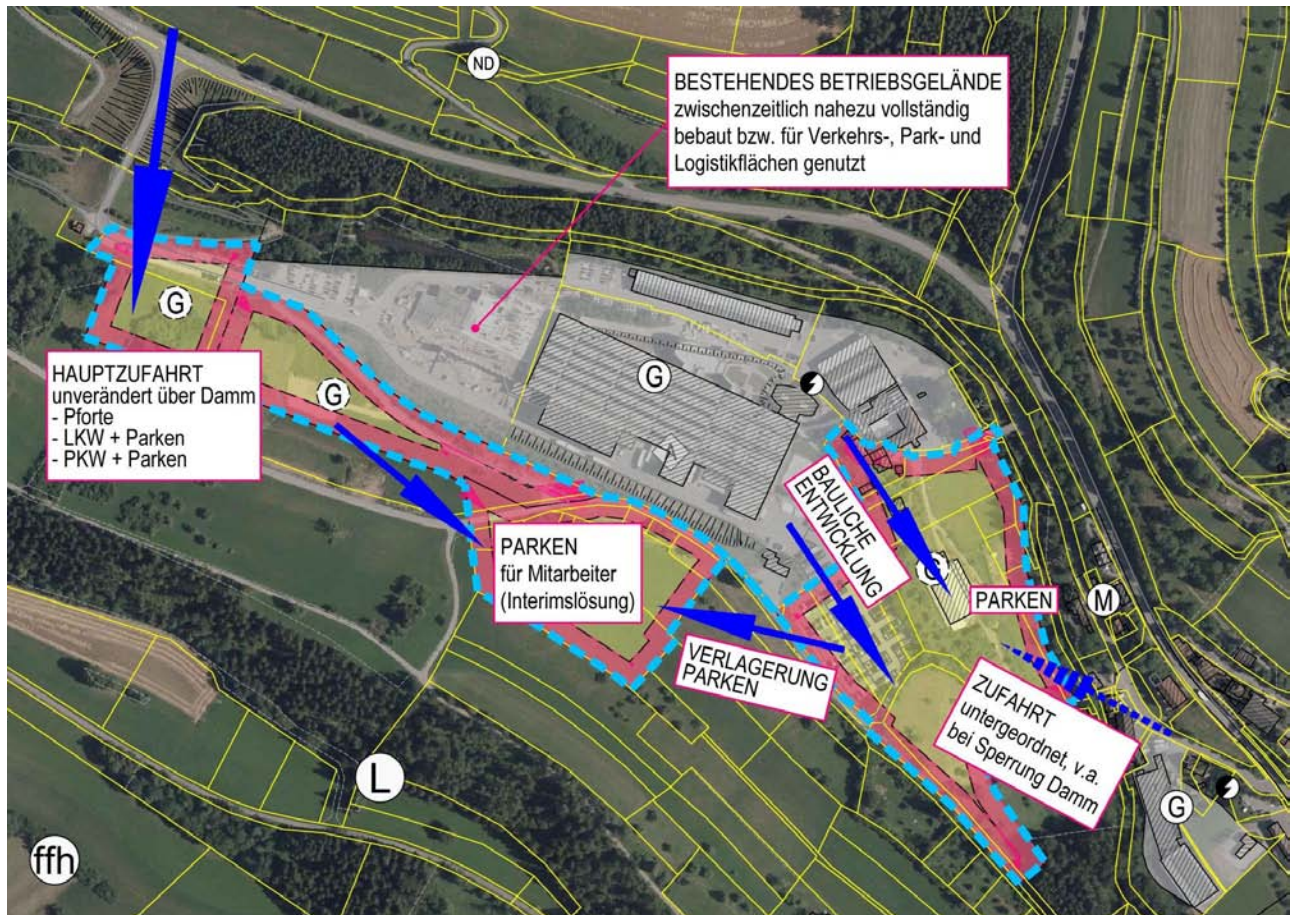 ND
BESTEHENDES BETRIEBSGELÄNDE
zwischenzeitlich nahezu vollständig
bebaut bzw. für Verkehrs-, Park- und
Logistikflächen genutzt
G
G
G
HAUPTZUFAHRT
unverändert über Damm
- Pforte
- LKW + Parken
- PKW + Parken
BAULICHE
ENTWICKLUNG
PARKEN
für Mitarbeiter
(Interimslösung)
G
PARKEN
M
VERLAGERUNG
PARKEN
ZUFAHRT
untergeordnet, v.a.
bei Sperrung Damm
L
G
ffh